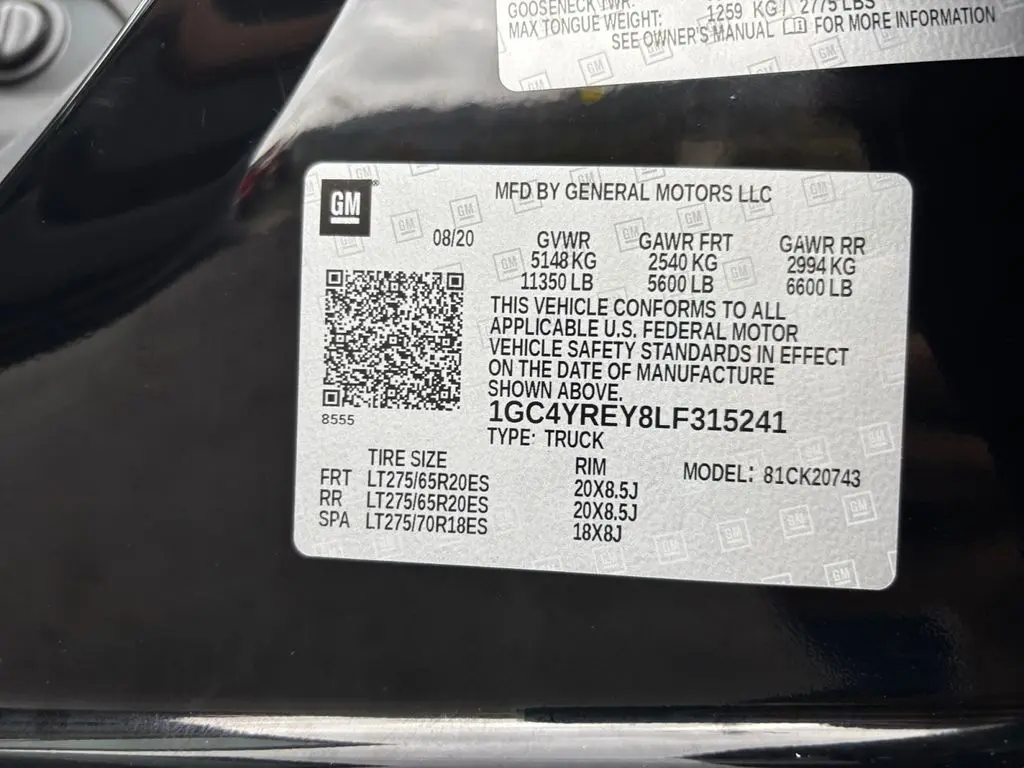 GOOSENECK TWR:
MAX TONGUE WEIGHT: 1259 KG / 2775 LBS
SEE OWNER'S MANUAL FOR MORE INFORMATION
GM
MFD BY GENERAL MOTORS LLC
08/20
GVWR GAWR FRT GAWR RR
5148 KG 2540 KG 2994 KG
11350 LB 5600 LB 6600 LB
THIS VEHICLE CONFORMS TO ALL
APPLICABLE U.S. FEDERAL MOTOR
VEHICLE SAFETY STANDARDS IN EFFECT
ON THE DATE OF MANUFACTURE
SHOWN ABOVE.
8555
1GC4YREY8LF315241
TYPE: TRUCK
TIRE SIZE RIM MODEL: 81CK20743
FRT LT275/65R20ES 20X8.5J
RR LT275/65R20ES 20X8.5J
SPA LT275/70R18ES 18X8J